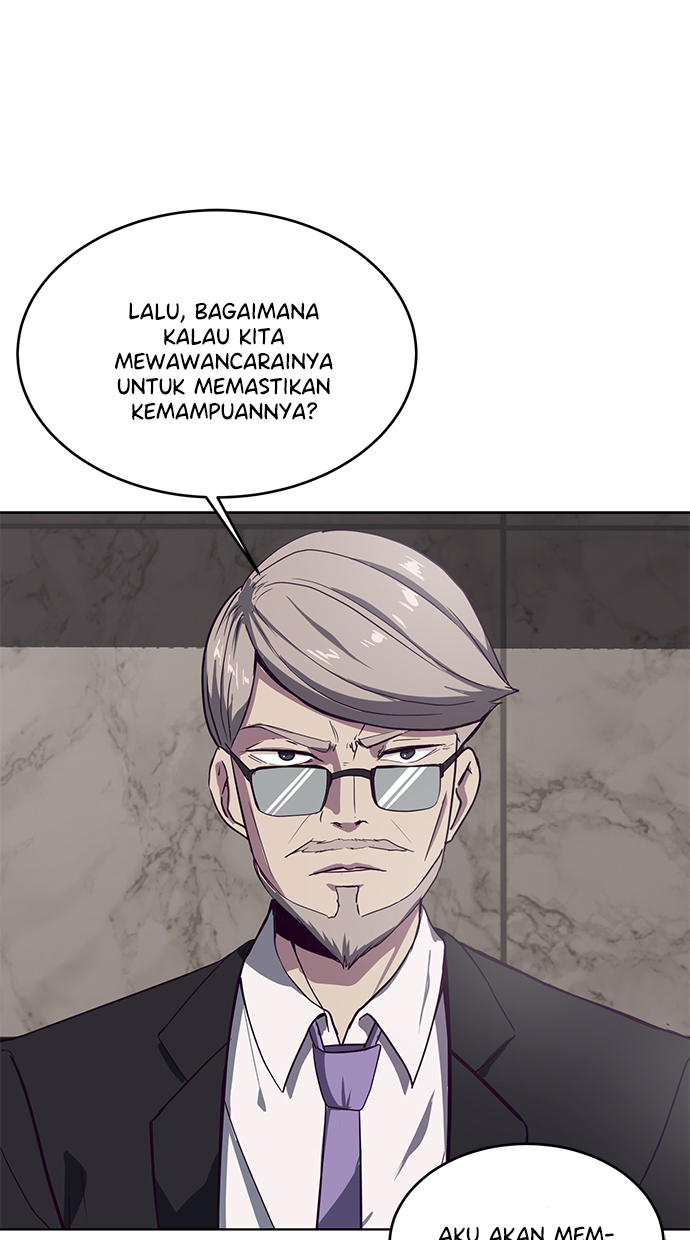 LALU, BAGAIMANA
KALAU KITA
MEWAWANCARAINYA
UNTUK MEMASTIKAN
KEMAMPUANNYA?
AKU AKAN MEM-